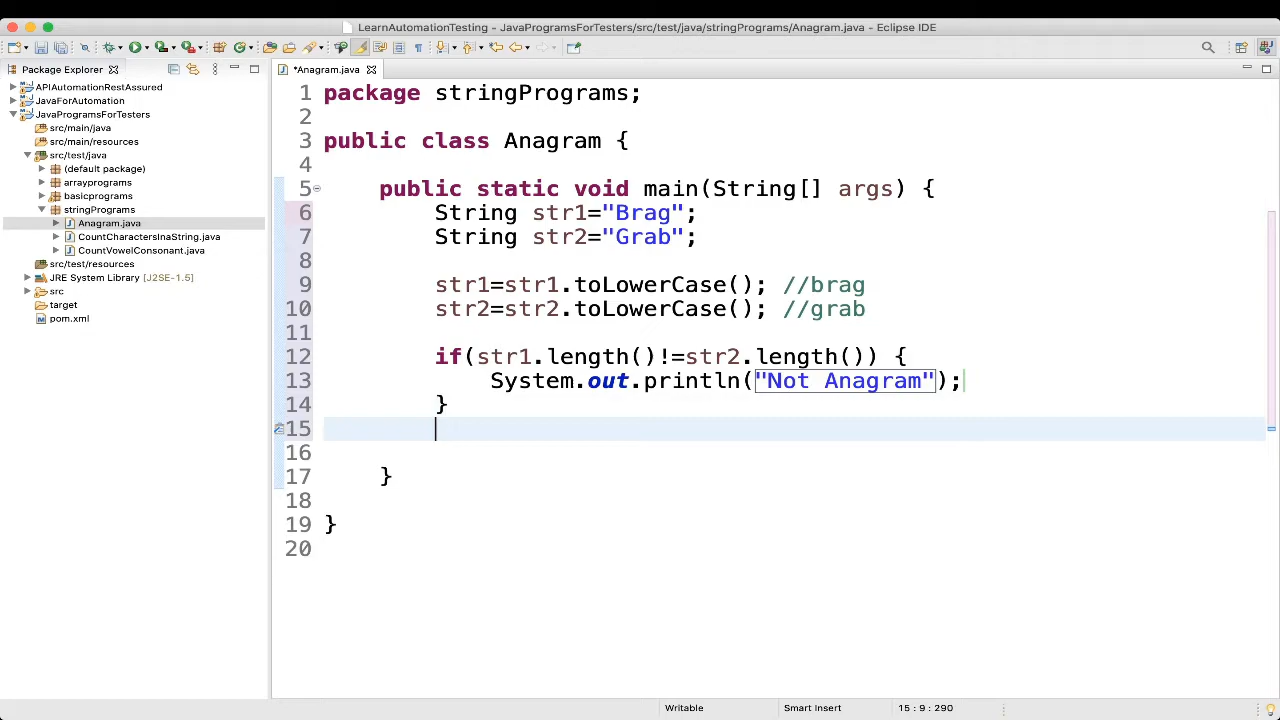 LearnAutomationTesting – JavaProgramsForTesters/src/test/java/stringPrograms/Anagram.java – Eclipse IDE
Package Explorer
*Anagram.java
APIAutomationRestAssured
JavaForAutomation
JavaProgramsForTesters
src/main/java
src/main/resources
src/test/java
(default package)
arrayprograms
basicprograms
stringPrograms
Anagram.java
CountCharactersInaString.java
CountVowelConsonant.java
src/test/resources
JRE System Library [J2SE-1.5]
src
target
pom.xml
1 package stringPrograms;
2
3 public class Anagram {
4
5 public static void main(String[] args) {
6 String str1="Brag";
7 String str2="Grab";
8
9 str1=str1.toLowerCase(); //brag
10 str2=str2.toLowerCase(); //grab
11
12 if(str1.length()!=str2.length()) {
13 System.out.println("Not Anagram");
14 }
15
16
17 }
18
19 }
20
Writable Smart Insert 15 : 9 : 290